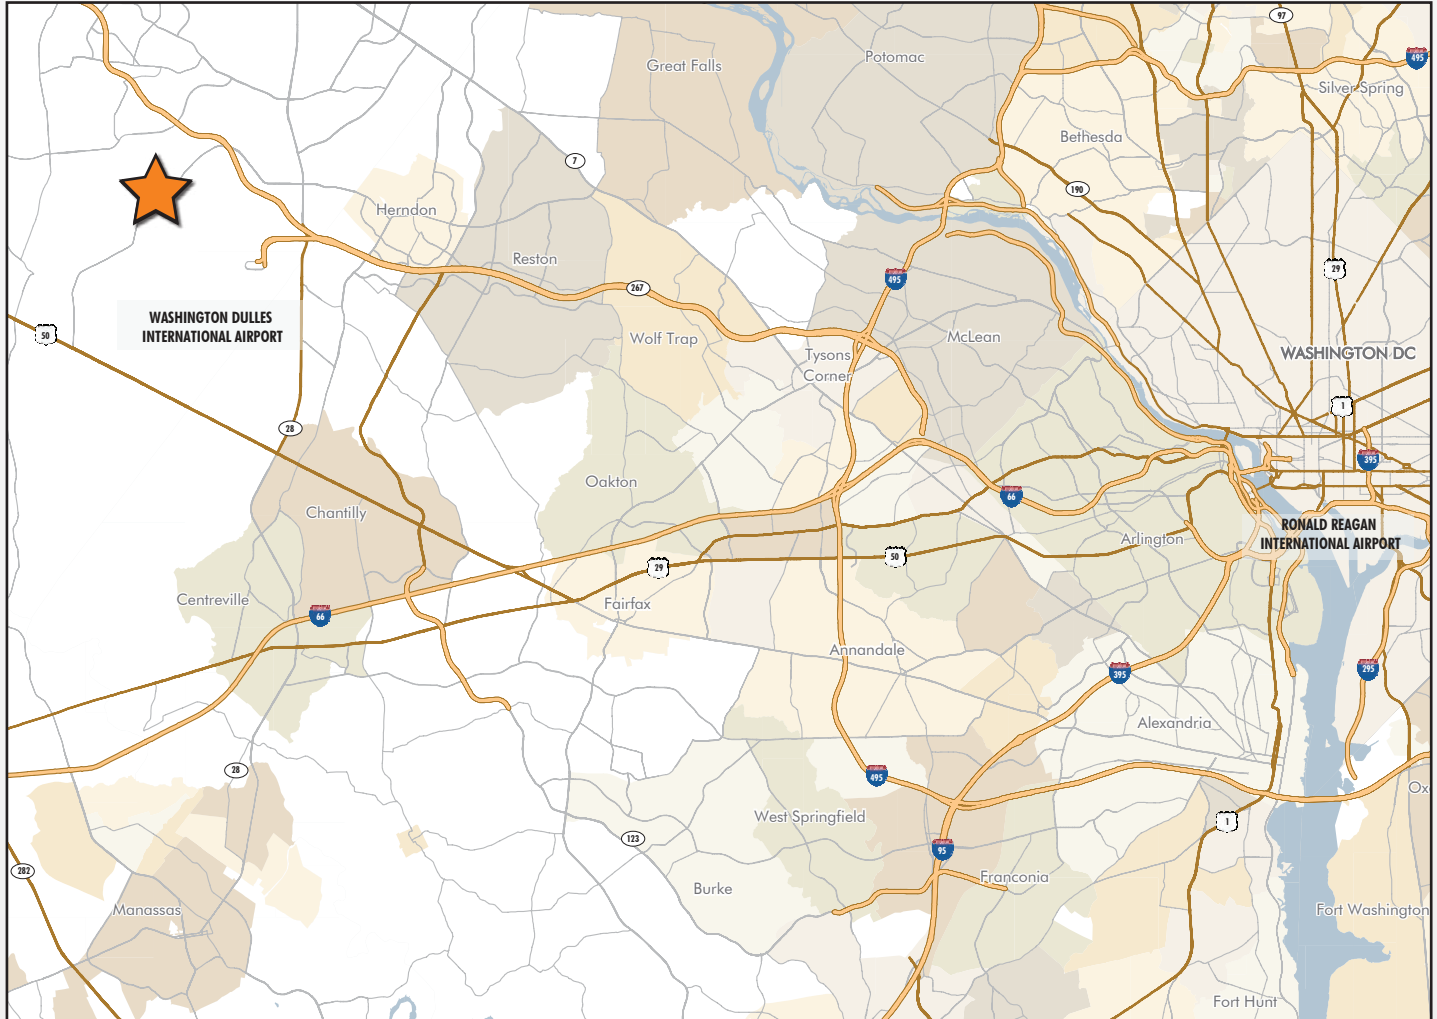 97
495
Potomac
Great Falls
Silver Spring
Bethesda
7
190
Herndon
Reston
29
495
267
50
WASHINGTON DULLES
INTERNATIONAL AIRPORT
Wolf Trap
McLean
Tysons
Corner
WASHINGTON DC
1
28
395
Oakton
66
Chantilly
RONALD REAGAN
INTERNATIONAL AIRPORT
Arlington
50
29
Centreville
Fairfax
66
Annandale
395
295
Alexandria
28
495
Ox
West Springfield
1
123
95
282
Franconia
Burke
Manassas
Fort Washington
Fort Hunt